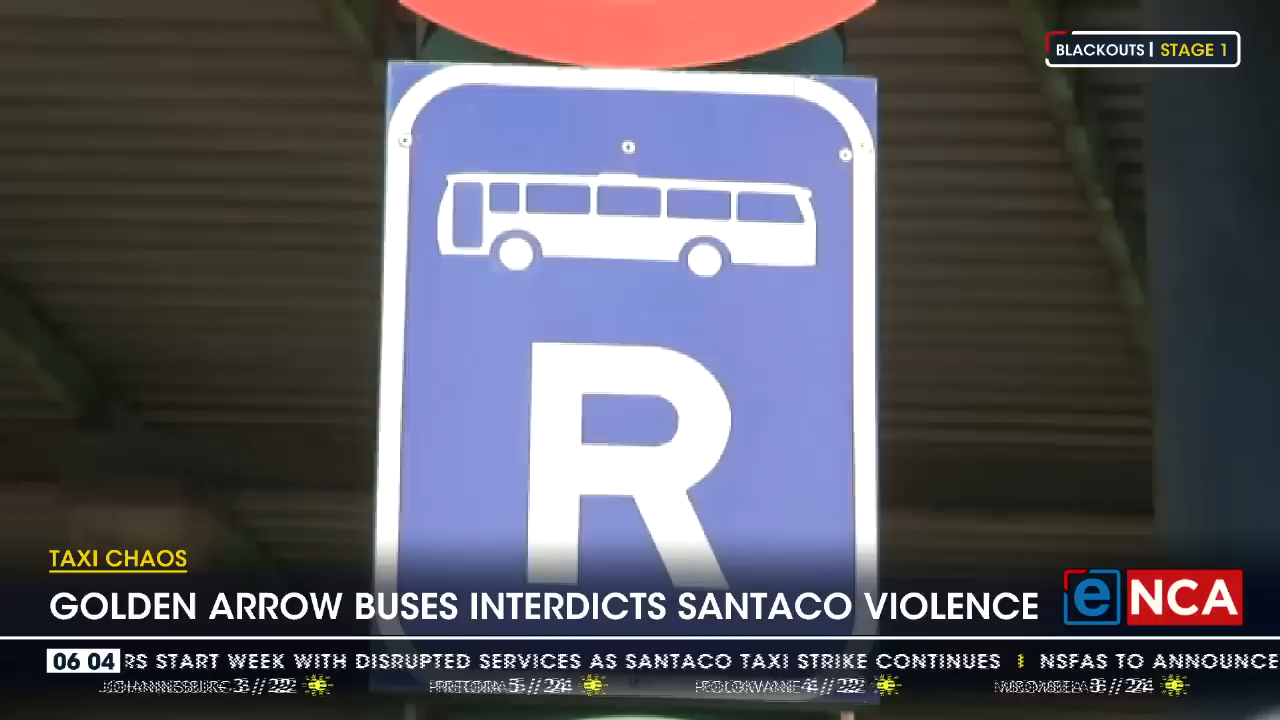 BLACKOUTS | STAGE 1
R
TAXI CHAOS
GOLDEN ARROW BUSES INTERDICTS SANTACO VIOLENCE
eNCA
06 04 RS START WEEK WITH DISRUPTED SERVICES AS SANTACO TAXI STRIKE CONTINUES NSFAS TO ANNOUNCE